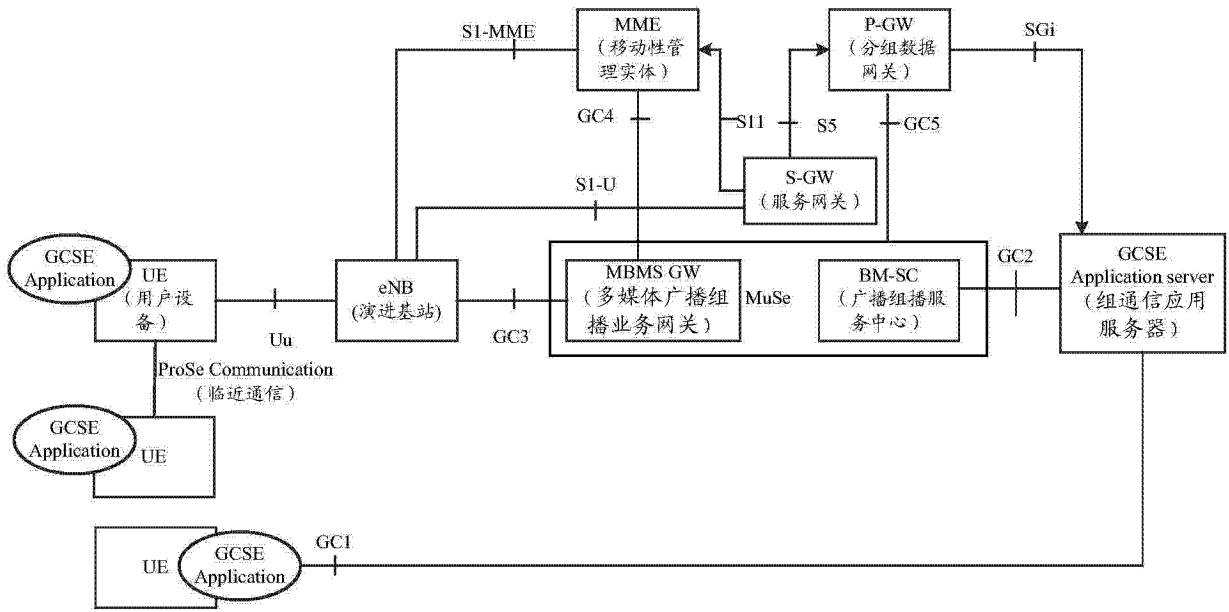 S1-MME
MME
（移动性管
理实体）
P-GW
（分组数据
网关）
SGi
GC4
S11
S5
GC5
S1-U
S-GW
（服务网关）
GCSE
Application
UE
（用户设
备）
Uu
eNB
(演进基站)
GC3
MBMS GW
（多媒体广播组
播业务网关）
MuSe
BM-SC
（广播组播服
务中心）
GC2
GCSE
Application server
（组通信应用
服务器）
ProSe Communication
（临近通信）
GCSE
Application
UE
UE
GCSE
Application
GC1